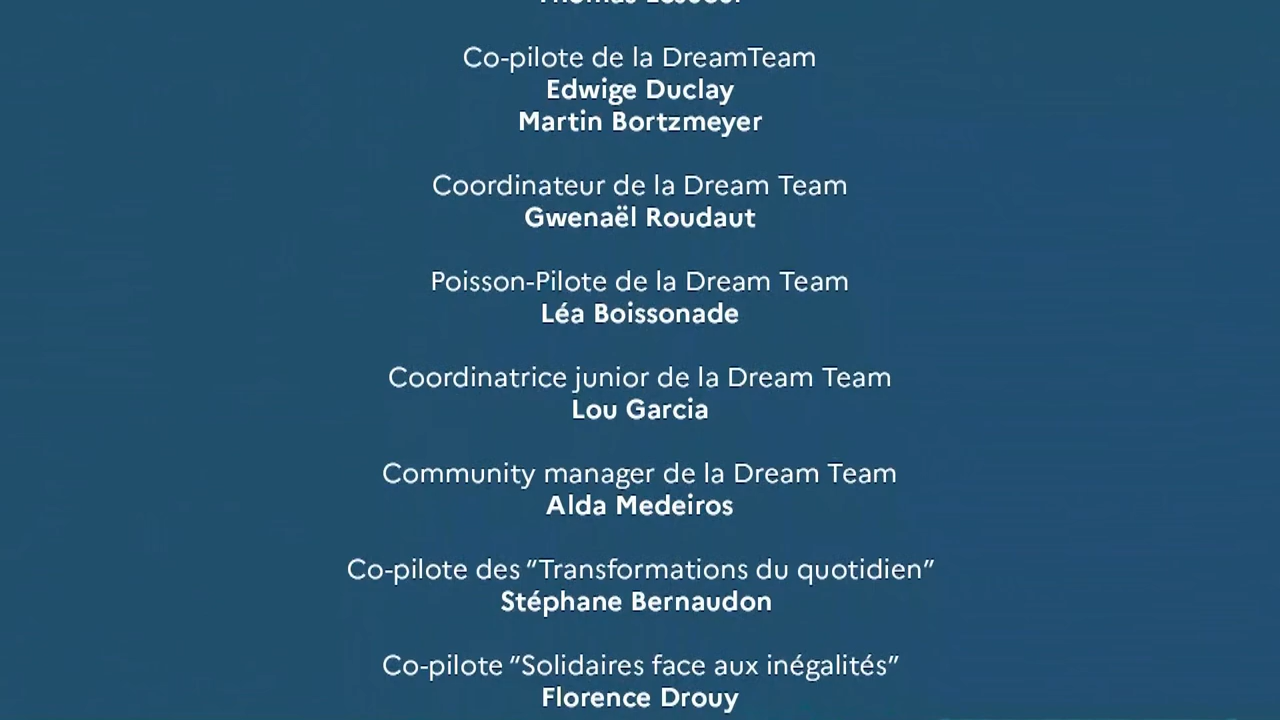 Co-pilote de la DreamTeam
Edwige Duclay
Martin Bortzmeyer
Coordinateur de la Dream Team
Gwenaël Roudaut
Poisson-Pilote de la Dream Team
Léa Boissonade
Coordinatrice junior de la Dream Team
Lou Garcia
Community manager de la Dream Team
Alda Medeiros
Co-pilote des “Transformations du quotidien”
Stéphane Bernaudon
Co-pilote “Solidaires face aux inégalités”
Florence Drouy